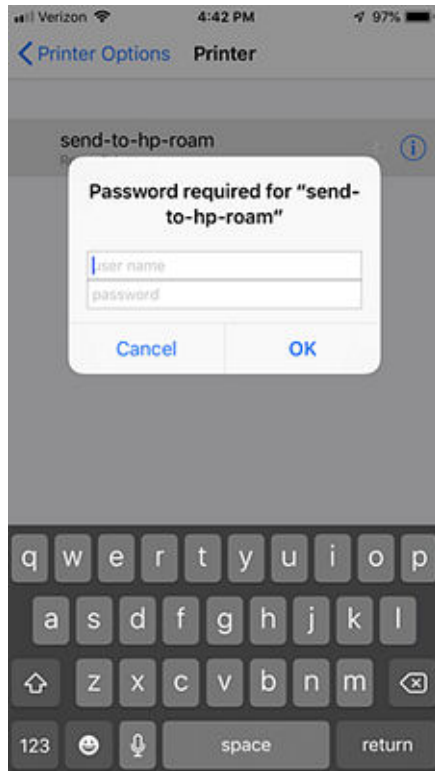 Verizon 4:42 PM 97%
Printer Options Printer
send-to-hp-roam
Password required for “send-
to-hp-roam”
user name
password
Cancel OK
q w e r t y u i o p
a s d f g h j k l
z x c v b n m
123 space return